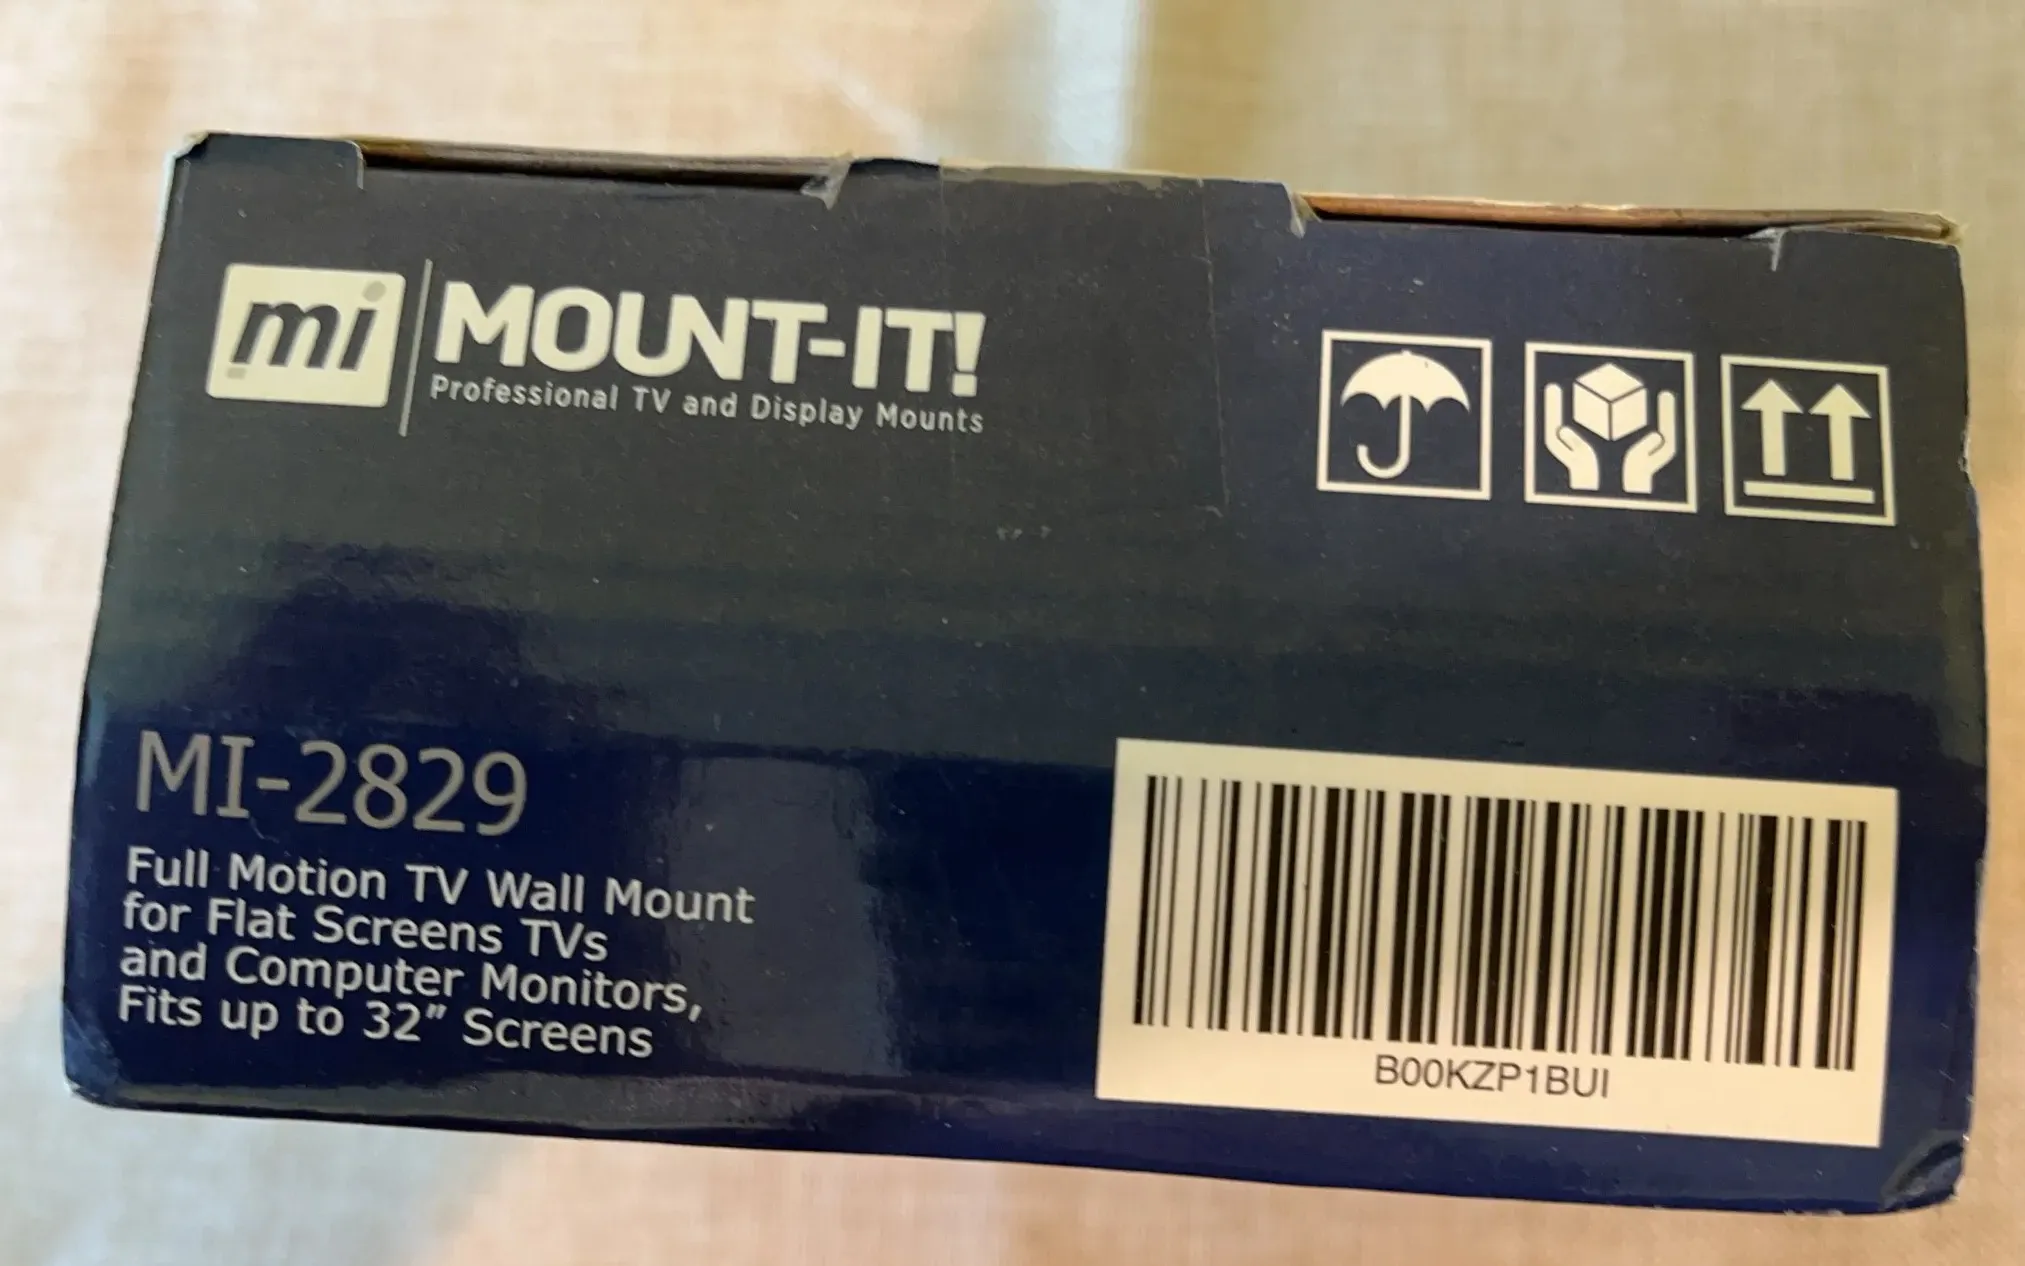 mi
MOUNT-IT!
Professional TV and Display Mounts
MI-2829
Full Motion TV Wall Mount
for Flat Screens TVs
and Computer Monitors,
Fits up to 32” Screens
B00KZP1BUI